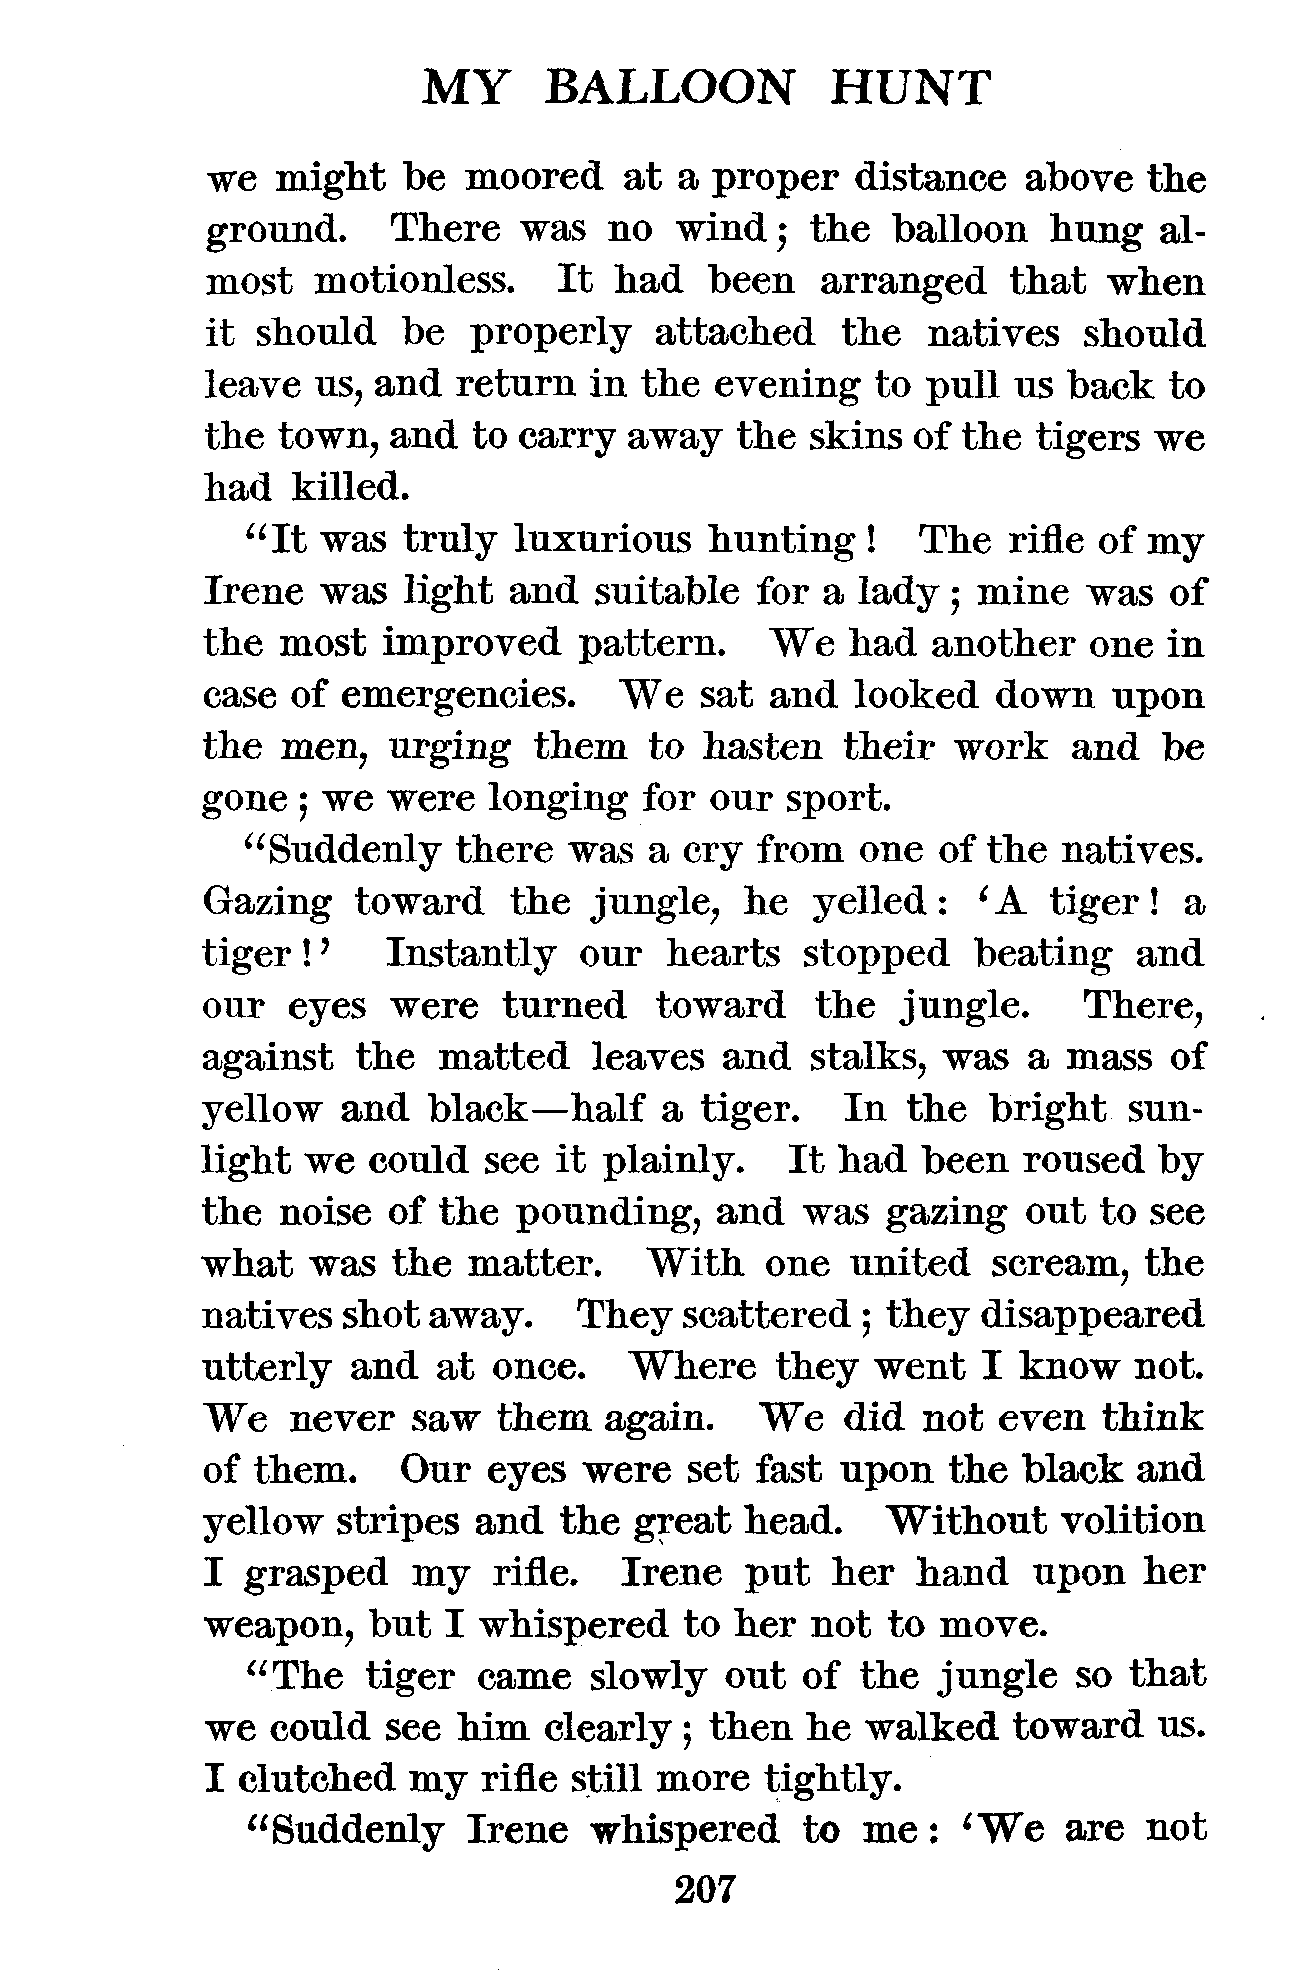 MY BALLOON HUNT
we might be moored at a proper distance above the
ground. There was no wind; the balloon hung al-
most motionless. It had been arranged that when
it should be properly attached the natives should
leave us, and return in the evening to pull us back to
the town, and to carry away the skins of the tigers we
had killed.
“It was truly luxurious hunting! The rifle of my
Irene was light and suitable for a lady; mine was of
the most improved pattern. We had another one in
case of emergencies. We sat and looked down upon
the men, urging them to hasten their work and be
gone; we were longing for our sport.
“Suddenly there was a cry from one of the natives.
Gazing toward the jungle, he yelled: ‘A tiger! a
tiger!’ Instantly our hearts stopped beating and
our eyes were turned toward the jungle. There,
against the matted leaves and stalks, was a mass of
yellow and black—half a tiger. In the bright sun-
light we could see it plainly. It had been roused by
the noise of the pounding, and was gazing out to see
what was the matter. With one united scream, the
natives shot away. They scattered; they disappeared
utterly and at once. Where they went I know not.
We never saw them again. We did not even think
of them. Our eyes were set fast upon the black and
yellow stripes and the great head. Without volition
I grasped my rifle. Irene put her hand upon her
weapon, but I whispered to her not to move.
“The tiger came slowly out of the jungle so that
we could see him clearly; then he walked toward us.
I clutched my rifle still more tightly.
“Suddenly Irene whispered to me: ‘We are not
207